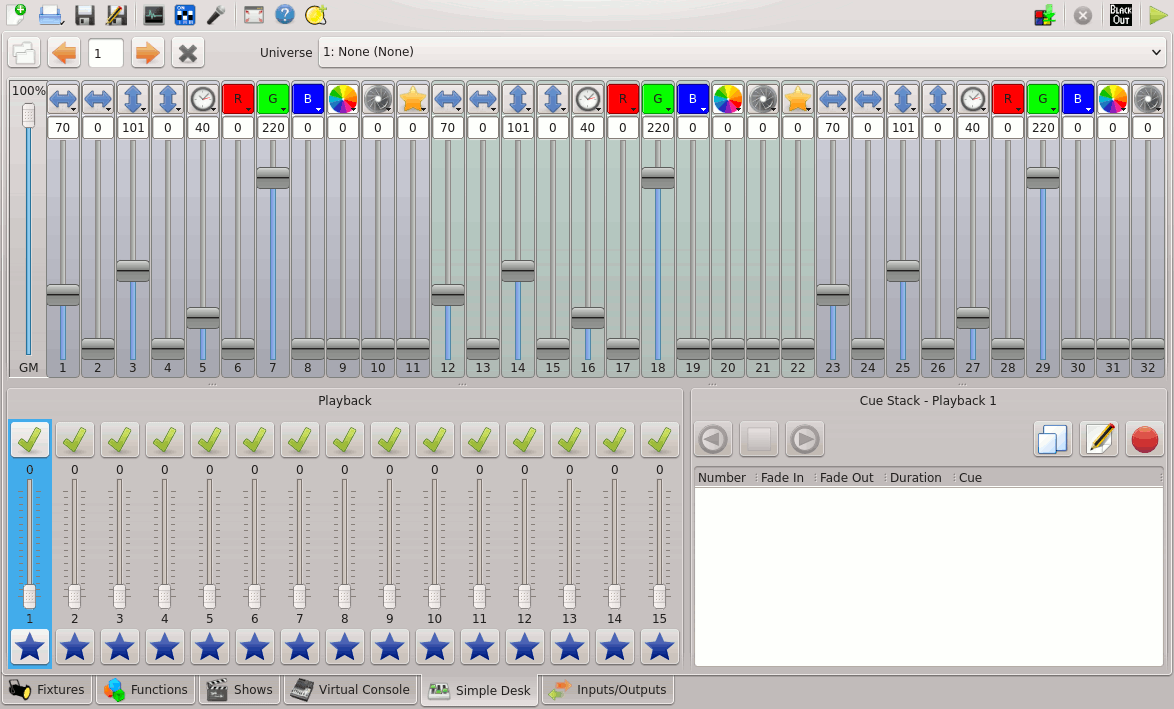 BLACK OUT
1 Universe 1: None (None)
100% R G B R G B R G B
70 0 101 0 40 0 220 0 0 0 0 70 0 101 0 40 0 220 0 0 0 0 70 0 101 0 40 0 220 0 0 0
GM 1 2 3 4 5 6 7 8 9 10 11 12 13 14 15 16 17 18 19 20 21 22 23 24 25 26 27 28 29 30 31 32
Playback
0 0 0 0 0 0 0 0 0 0 0 0 0 0 0
1 2 3 4 5 6 7 8 9 10 11 12 13 14 15
Cue Stack - Playback 1
Number Fade In Fade Out Duration Cue
Fixtures Functions Shows Virtual Console Simple Desk Inputs/Outputs